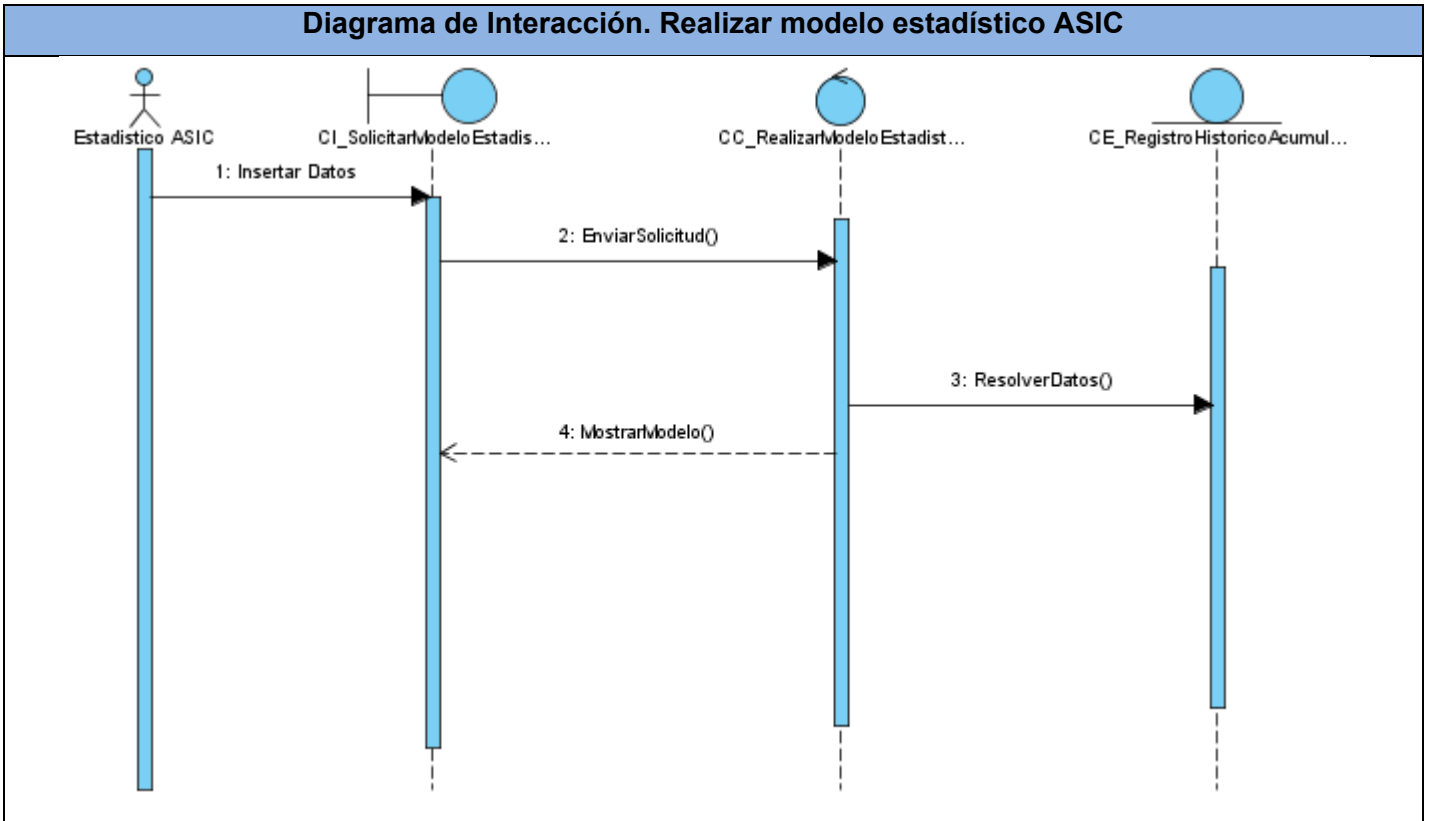 Diagrama de Interacción. Realizar modelo estadístico ASIC
Estadistico ASIC
CI_SolicitarModeloEstadis...
CC_RealizarModeloEstadist...
CE_RegistroHistoricoAcumul...
1: Insertar Datos
2: EnviarSolicitud()
3: ResolverDatos()
4: MostrarModelo()